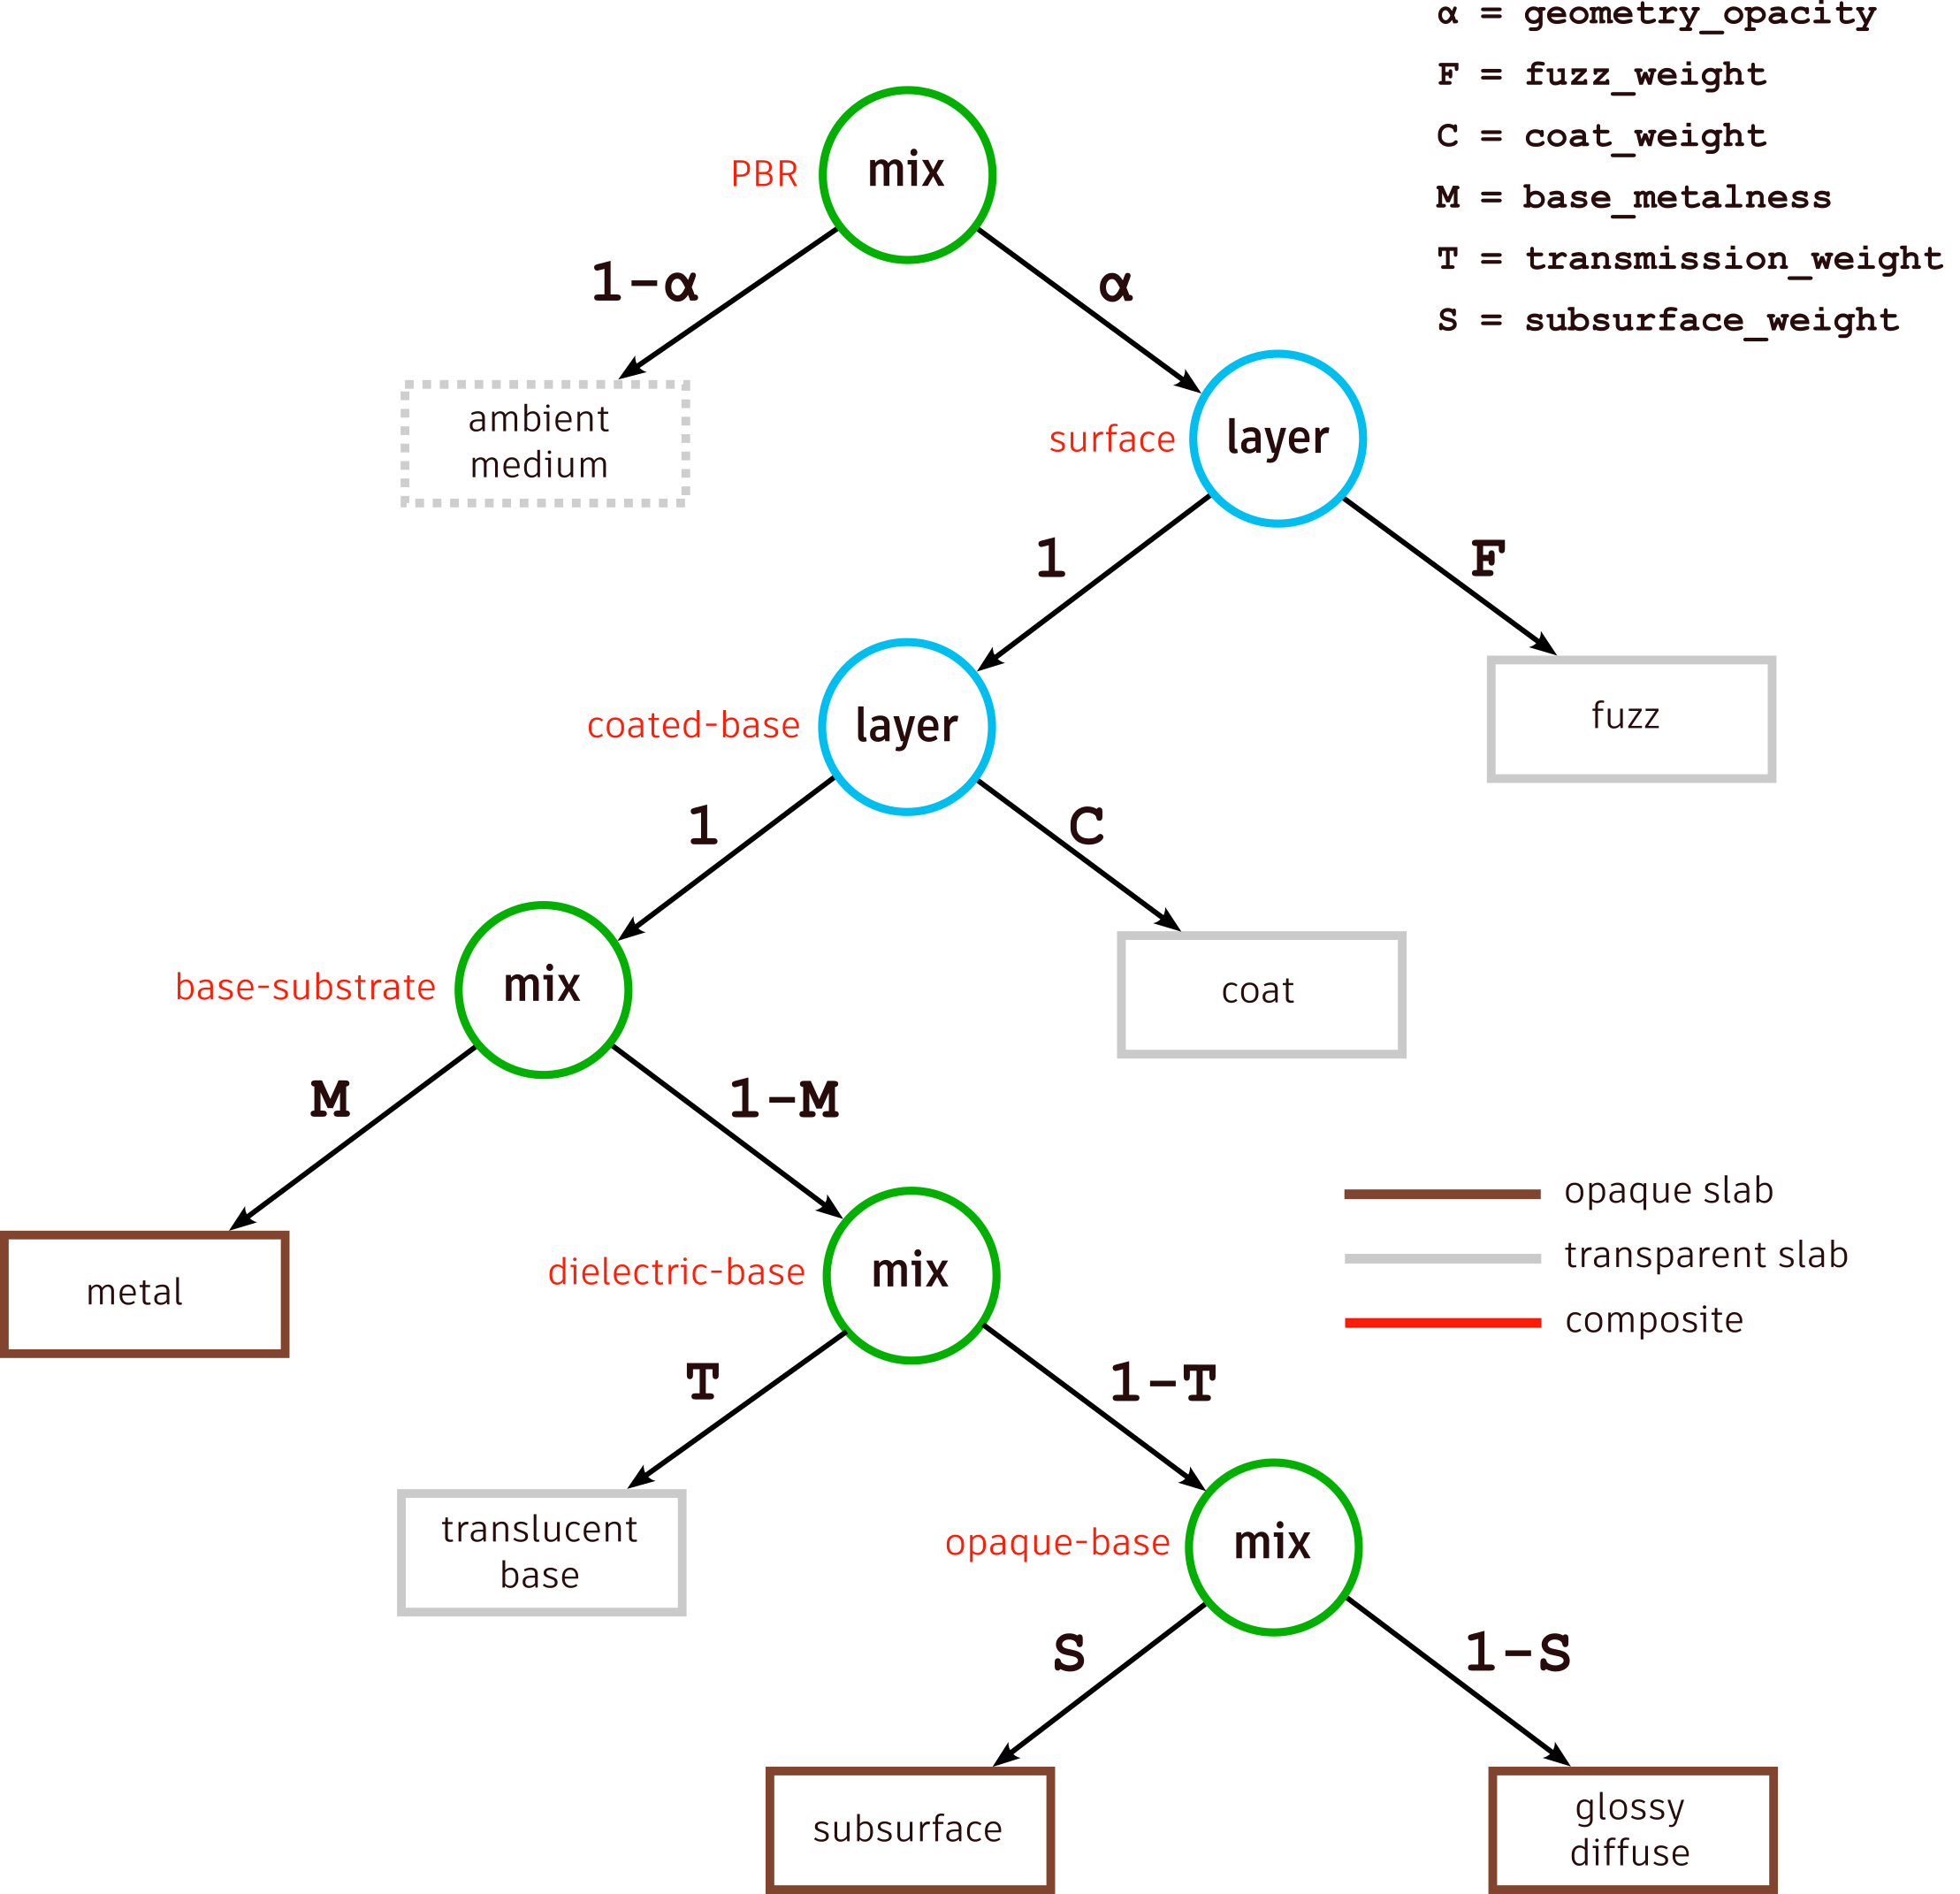 α = geometry_opacity
F = fuzz_weight
C = coat_weight
M = base_metalness
T = transmission_weight
S = subsurface_weight
PBR
mix
1-α
α
ambient
medium
surface
layer
1
F
fuzz
coated-base
layer
1
C
coat
base-substrate
mix
M
1-M
metal
dielectric-base
mix
opaque slab
transparent slab
composite
T
1-T
translucent
base
opaque-base
mix
S
1-S
subsurface
glossy
diffuse